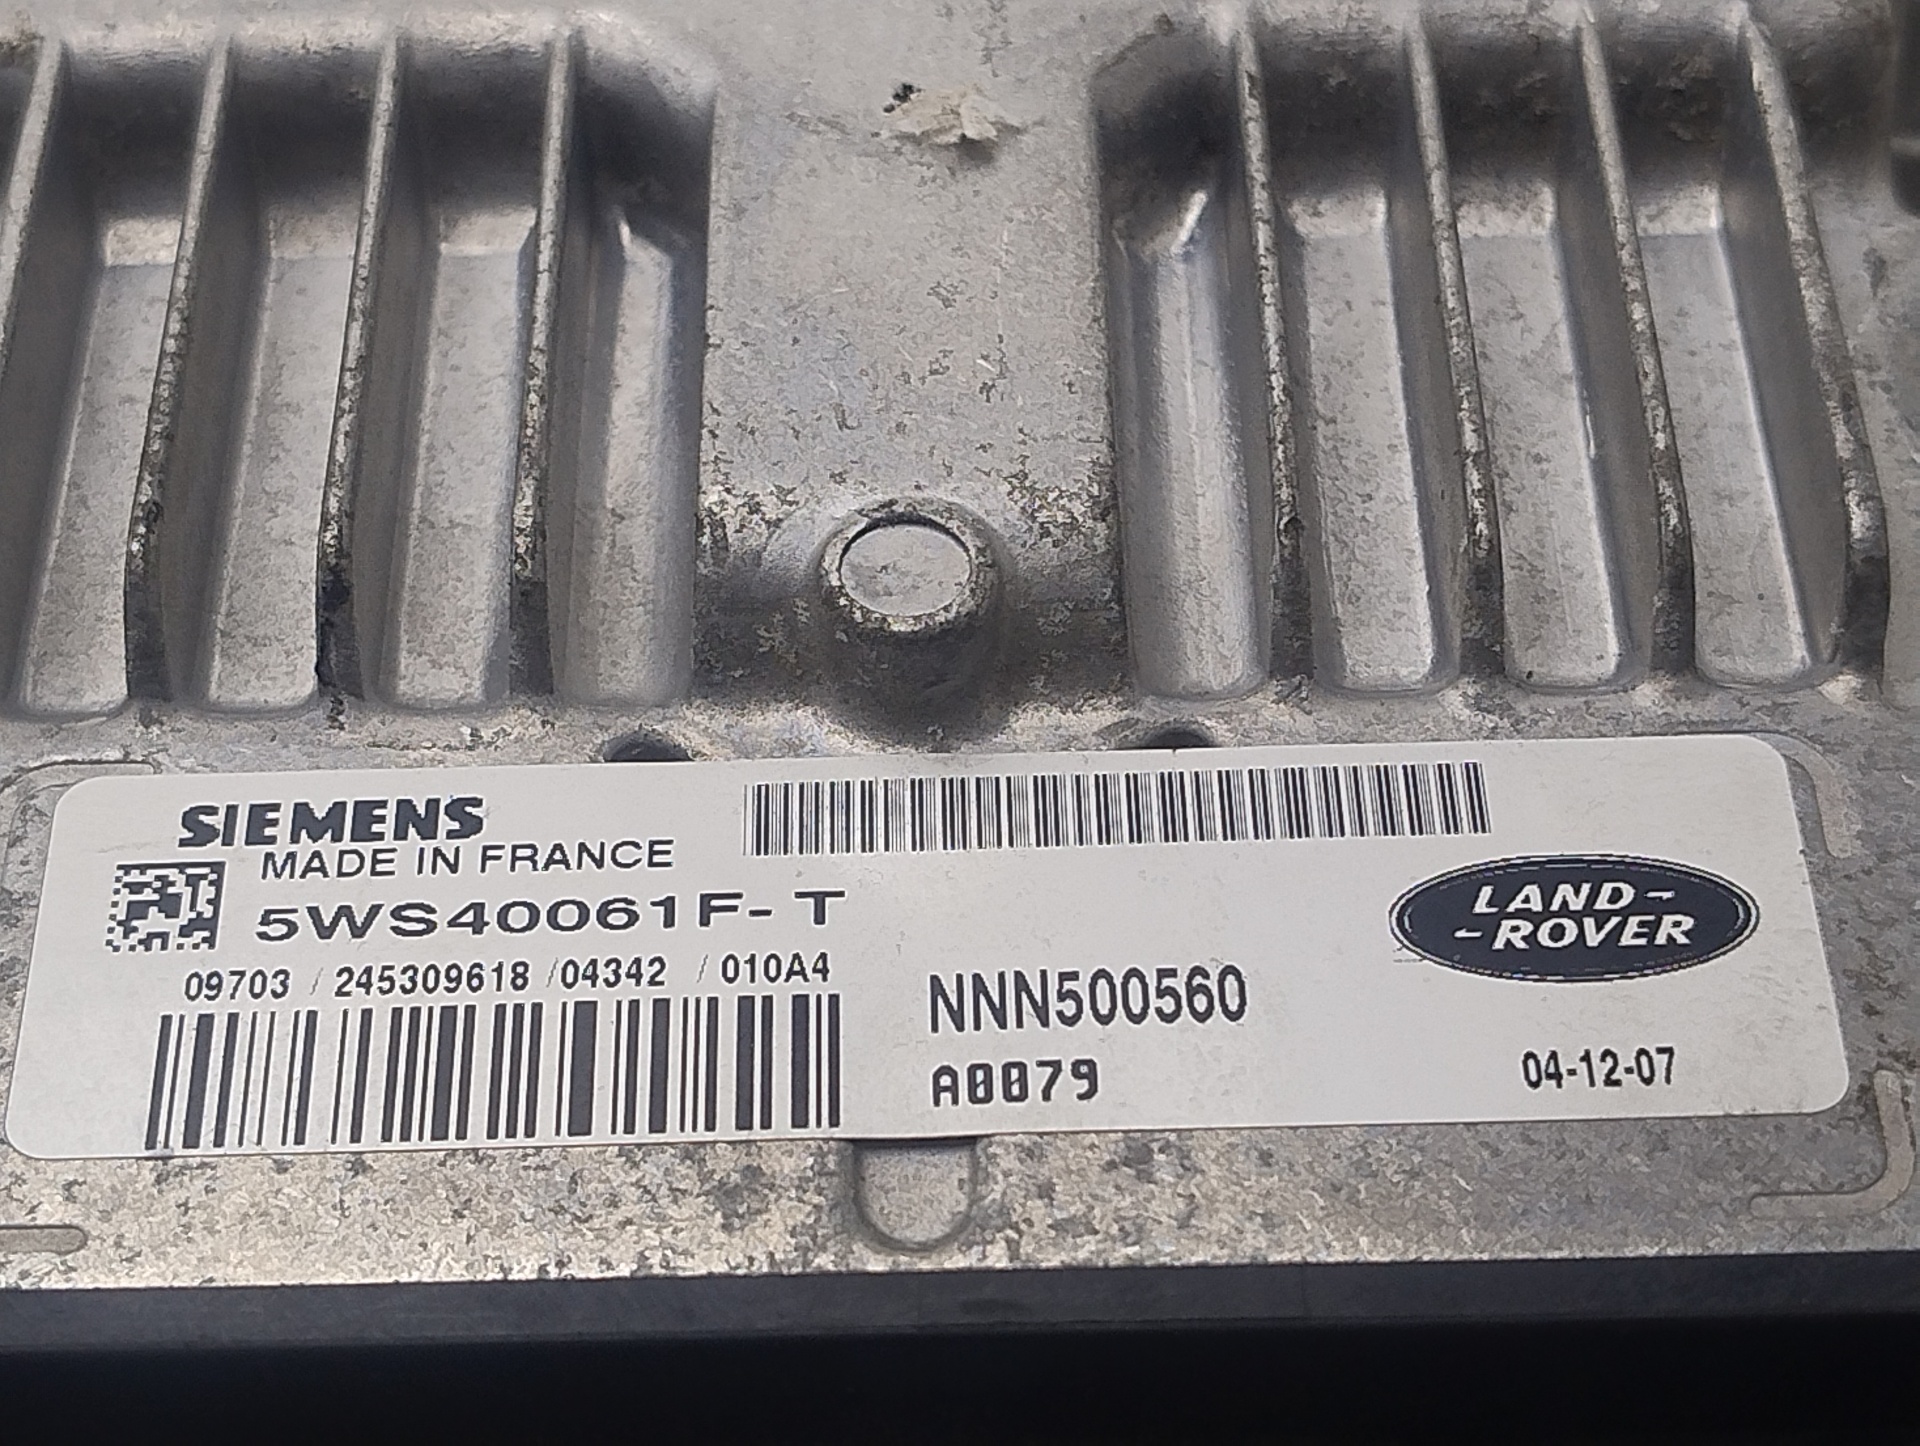 SIEMENS
MADE IN FRANCE
5WS40061F-T
09703 / 245309618 /04342 / 010A4
NNN500560
A0079
LAND-
-ROVER
04-12-07